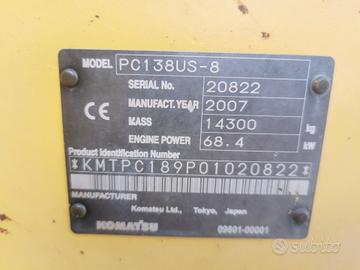 MODEL PC138US-8
SERIAL No. 20822
MANUFACT.YEAR 2007
CE MASS 14300 kg
ENGINE POWER 68.4 kW
Product Identification Number
*KMTPC189P01020822*
MANUFACTURER
Komatsu Ltd., Tokyo, Japan
KOMATSU 09601-00001
subito